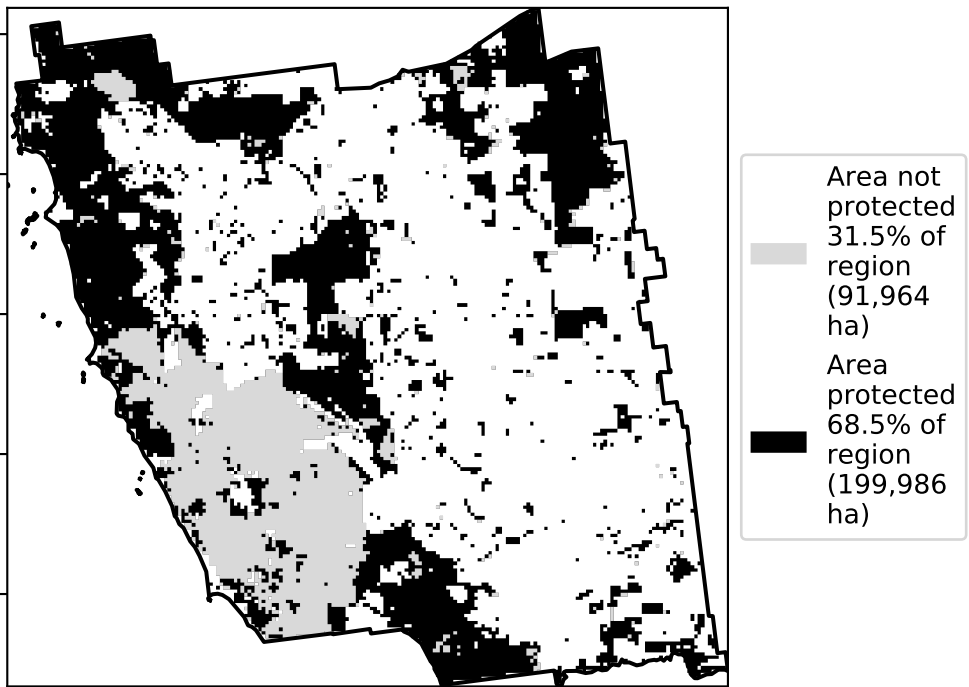 Area not
protected
31.5% of
region
(91,964
ha)
Area
protected
68.5% of
region
(199,986
ha)